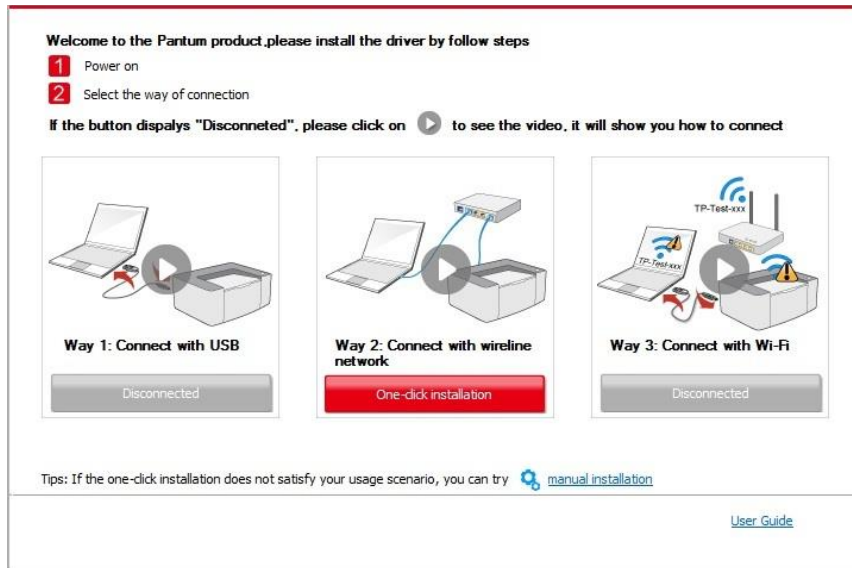 Welcome to the Pantum product,please install the driver by follow steps
1 Power on
2 Select the way of connection
If the button dispalys "Disconneted", please click on to see the video, it will show you how to connect
TP-Test-xxx
TP-Test-xxx
Way 1: Connect with USB
Way 2: Connect with wireline
network
Way 3: Connect with Wi-Fi
Disconnected
One-click installation
Disconnected
Tips: If the one-click installation does not satisfy your usage scenario, you can try manual installation
User Guide